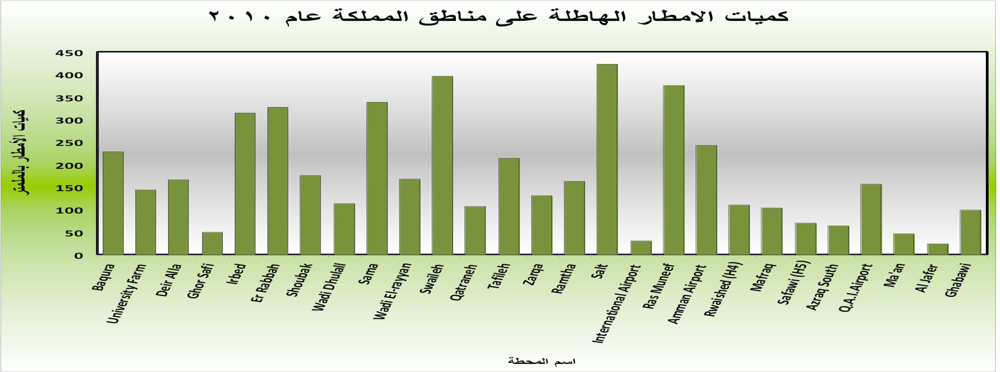 كميات الامطار الهاطلة على مناطق المملكة عام ٢٠١٠
كميات الأمطار بالملمتر
450
400
350
300
250
200
150
100
50
0
Baqura
University Farm
Deir Alla
Ghor Safi
Irbed
Er Rabbah
Shoubak
Wadi Dhulall
Sama
Wadi El-rayyan
Swaileh
Qatraneh
Tafileh
Zarqa
Ramtha
Salt
International Airport
Ras Muneef
Amman Airport
Rwaished (H4)
Mafraq
Safawi (H5)
Azraq South
Q.A.I.Airport
Ma'an
Al Jafer
Ghabawi
اسم المحطة